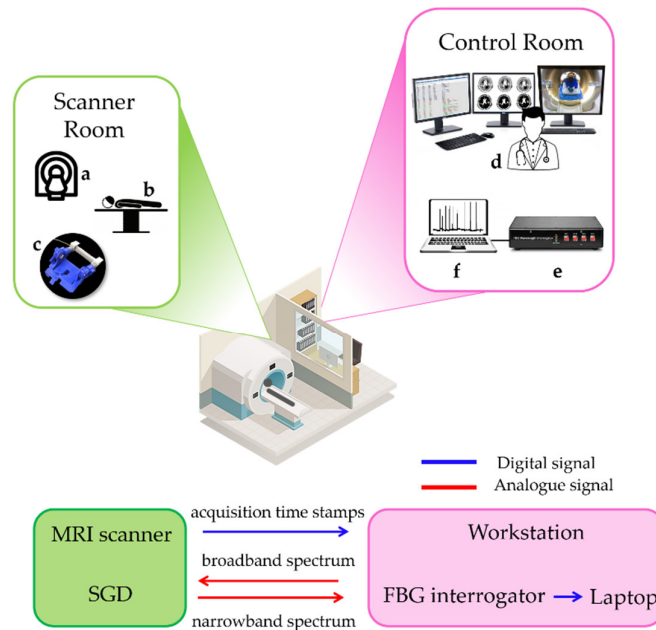 Control Room
Scanner
Room
a
b
c
d
f
e
Digital signal
Analogue signal
acquisition time stamps
MRI scanner
Workstation
broadband spectrum
SGD
FBG interrogator
Laptop
narrowband spectrum